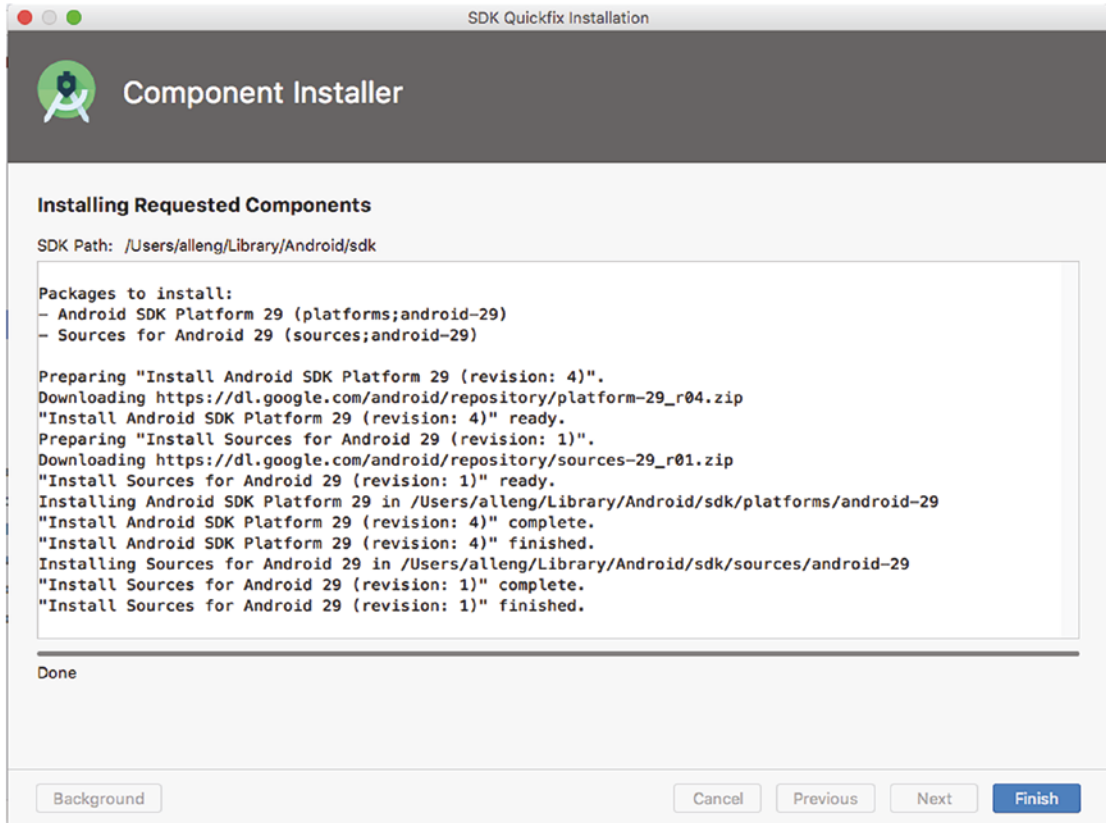 SDK Quickfix Installation
Component Installer
Installing Requested Components
SDK Path: /Users/alleng/Library/Android/sdk
Packages to install:
- Android SDK Platform 29 (platforms;android-29)
- Sources for Android 29 (sources;android-29)
Preparing "Install Android SDK Platform 29 (revision: 4)".
Downloading https://dl.google.com/android/repository/platform-29_r04.zip
"Install Android SDK Platform 29 (revision: 4)" ready.
Preparing "Install Sources for Android 29 (revision: 1)".
Downloading https://dl.google.com/android/repository/sources-29_r01.zip
"Install Sources for Android 29 (revision: 1)" ready.
Installing Android SDK Platform 29 in /Users/alleng/Library/Android/sdk/platforms/android-29
"Install Android SDK Platform 29 (revision: 4)" complete.
"Install Android SDK Platform 29 (revision: 4)" finished.
Installing Sources for Android 29 in /Users/alleng/Library/Android/sdk/sources/android-29
"Install Sources for Android 29 (revision: 1)" complete.
"Install Sources for Android 29 (revision: 1)" finished.
Done
Background Cancel Previous Next Finish